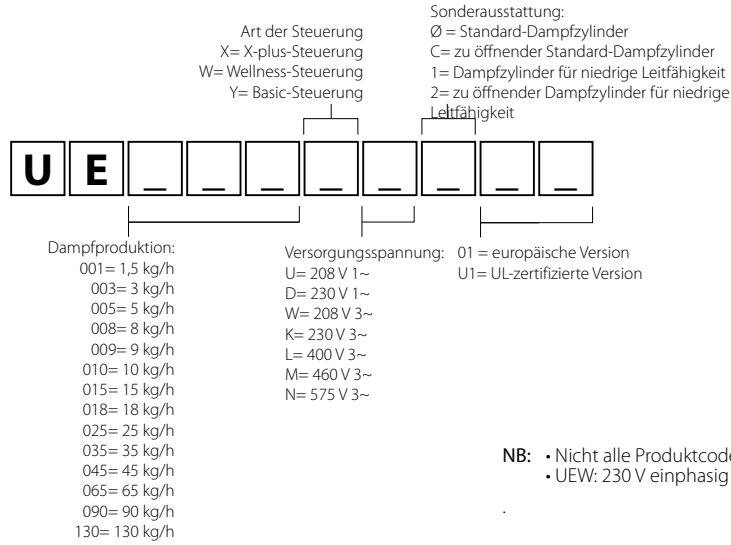 Art der Steuerung
X= X-plus-Steuerung
W= Wellness-Steuerung
Y= Basic-Steuerung
Sonderausstattung:
Ø = Standard-Dampfzylinder
C= zu öffnender Standard-Dampfzylinder
1= Dampfzylinder für niedrige Leitfähigkeit
2= zu öffnender Dampfzylinder für niedrige
Leitfähigkeit
U E _ _ _ _ _ _ _ _
Dampfproduktion:
001= 1,5 kg/h
003= 3 kg/h
005= 5 kg/h
008= 8 kg/h
009= 9 kg/h
010= 10 kg/h
015= 15 kg/h
018= 18 kg/h
025= 25 kg/h
035= 35 kg/h
045= 45 kg/h
065= 65 kg/h
090= 90 kg/h
130= 130 kg/h
Versorgungsspannung:
U= 208 V 1~
D= 230 V 1~
W= 208 V 3~
K= 230 V 3~
L= 400 V 3~
M= 460 V 3~
N= 575 V 3~
01 = europäische Version
U1= UL-zertifizierte Version
NB: • Nicht alle Produktcode
• UEW: 230 V einphasig
.